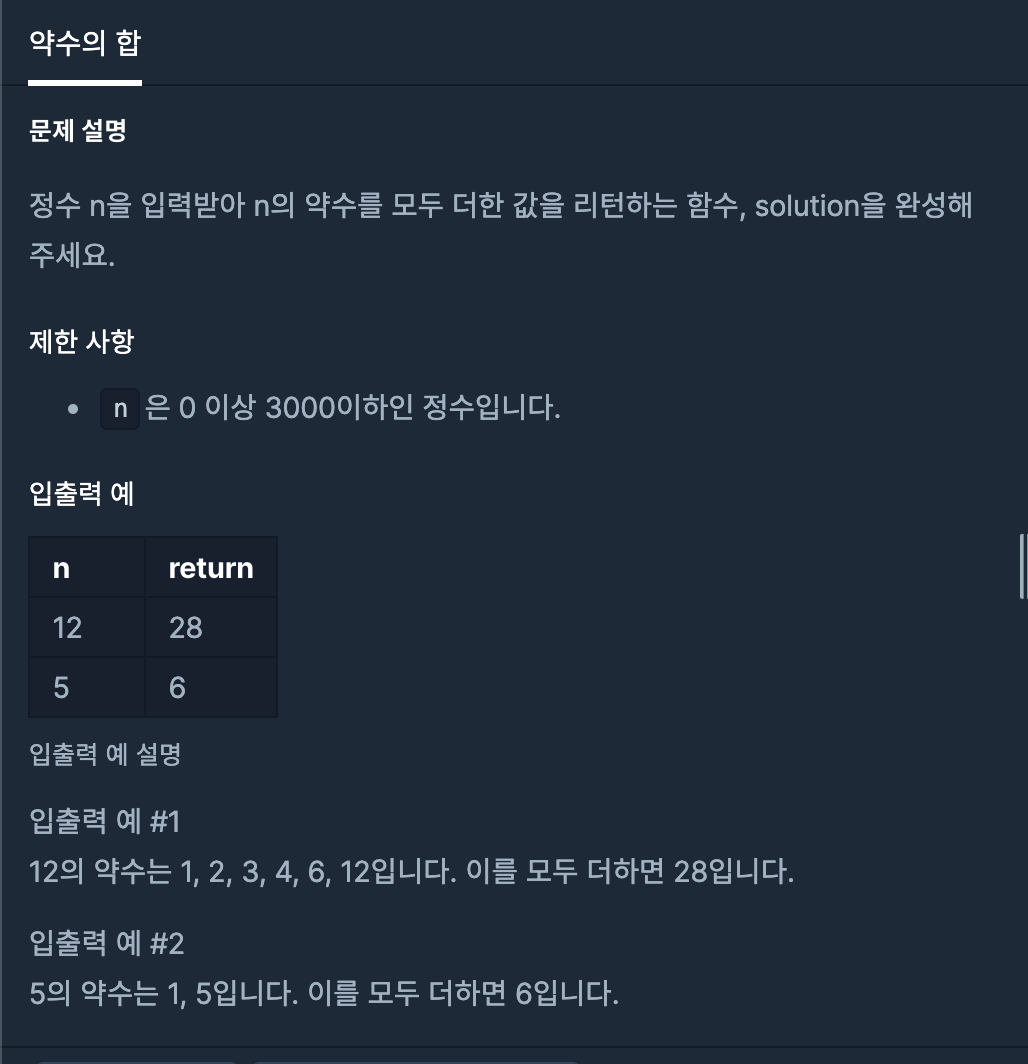 약수의 합
문제 설명
정수 n을 입력받아 n의 약수를 모두 더한 값을 리턴하는 함수, solution을 완성해
주세요.
제한 사항
n 은 0 이상 3000이하인 정수입니다.
입출력 예
n return
12 28
5 6
입출력 예 설명
입출력 예 #1
12의 약수는 1, 2, 3, 4, 6, 12입니다. 이를 모두 더하면 28입니다.
입출력 예 #2
5의 약수는 1, 5입니다. 이를 모두 더하면 6입니다.